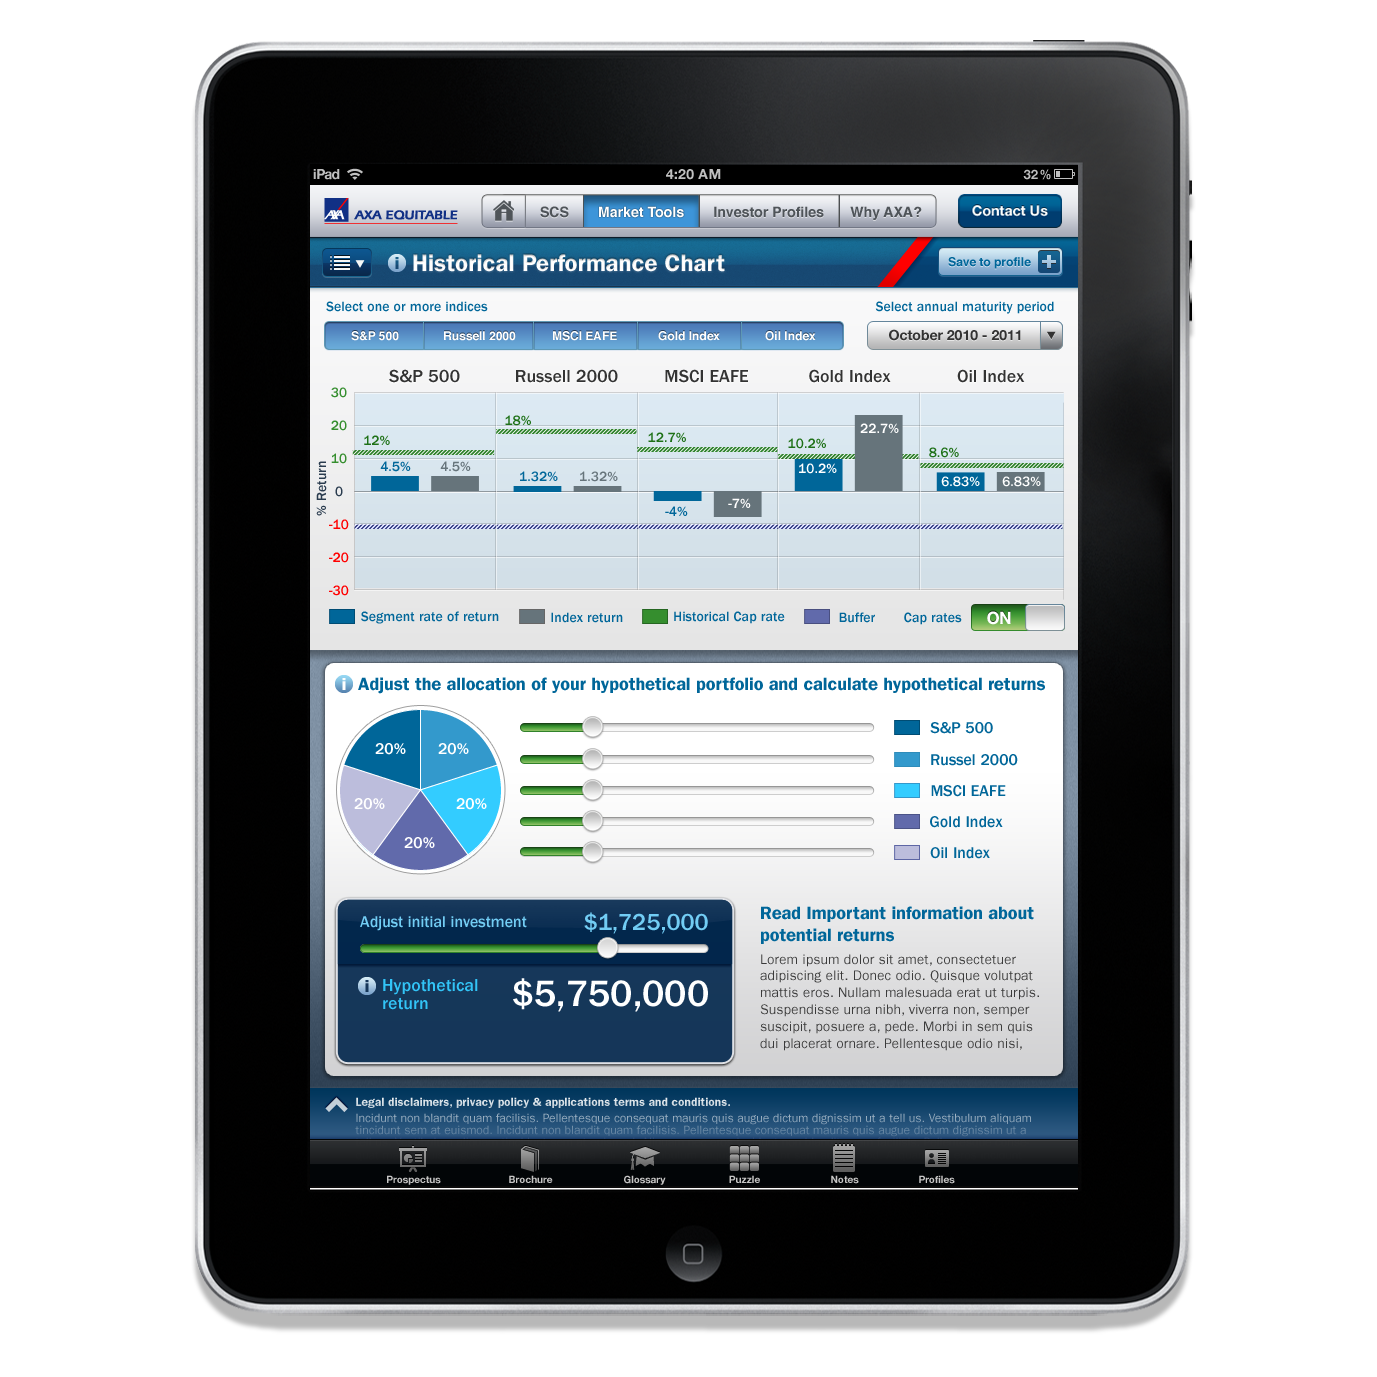 iPad 4:20 AM 32%
AXA AXA EQUITABLE SCS Market Tools Investor Profiles Why AXA? Contact Us
i Historical Performance Chart Save to profile
Select one or more indices Select annual maturity period
S&P 500 Russell 2000 MSCI EAFE Gold Index Oil Index October 2010 - 2011
S&P 500 Russell 2000 MSCI EAFE Gold Index Oil Index
% Return
30
20
10
0
-10
-20
-30
12%
4.5% 4.5%
18%
1.32% 1.32%
12.7%
-4% -7%
10.2%
10.2% 22.7%
8.6%
6.83% 6.83%
Segment rate of return Index return Historical Cap rate Buffer Cap rates ON
i Adjust the allocation of your hypothetical portfolio and calculate hypothetical returns
20% 20%
20% 20%
20%
S&P 500
Russel 2000
MSCI EAFE
Gold Index
Oil Index
Adjust initial investment $1,725,000
i Hypothetical
return
$5,750,000
Read Important information about
potential returns
Lorem ipsum dolor sit amet, consectetuer
adipiscing elit. Donec odio. Quisque volutpat
mattis eros. Nullam malesuada erat ut turpis.
Suspendisse urna nibh, viverra non, semper
suscipit, posuere a, pede. Morbi in sem quis
dui placerat ornare. Pellentesque odio nisi,
Legal disclaimers, privacy policy & applications terms and conditions.
Incidunt non blandit quam facilisis. Pellentesque consequat mauris quis augue dictum dignissim ut a tell us. Vestibulum aliquam
tincidunt sem at euismod. Incidunt non blandit quam facilisis. Pellentesque consequat mauris quis augue dictum dignissim ut a
Prospectus Brochure Glossary Puzzle Notes Profiles